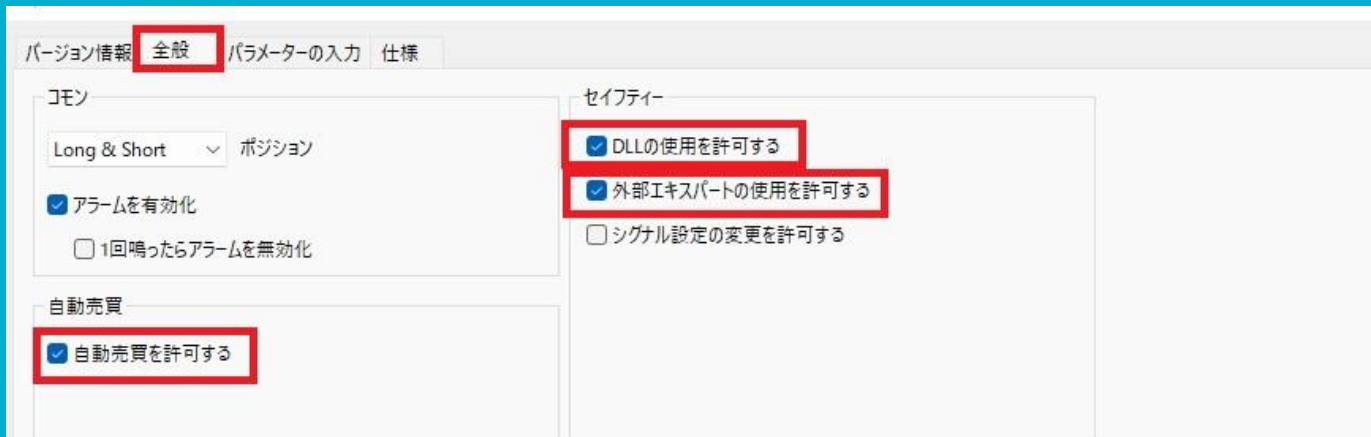 バージョン情報 全般 パラメーターの入力 仕様
コモン
Long & Short ポジション
アラームを有効化
1回鳴ったらアラームを無効化
自動売買
自動売買を許可する
セイフティー
DLLの使用を許可する
外部エキスパートの使用を許可する
シグナル設定の変更を許可する